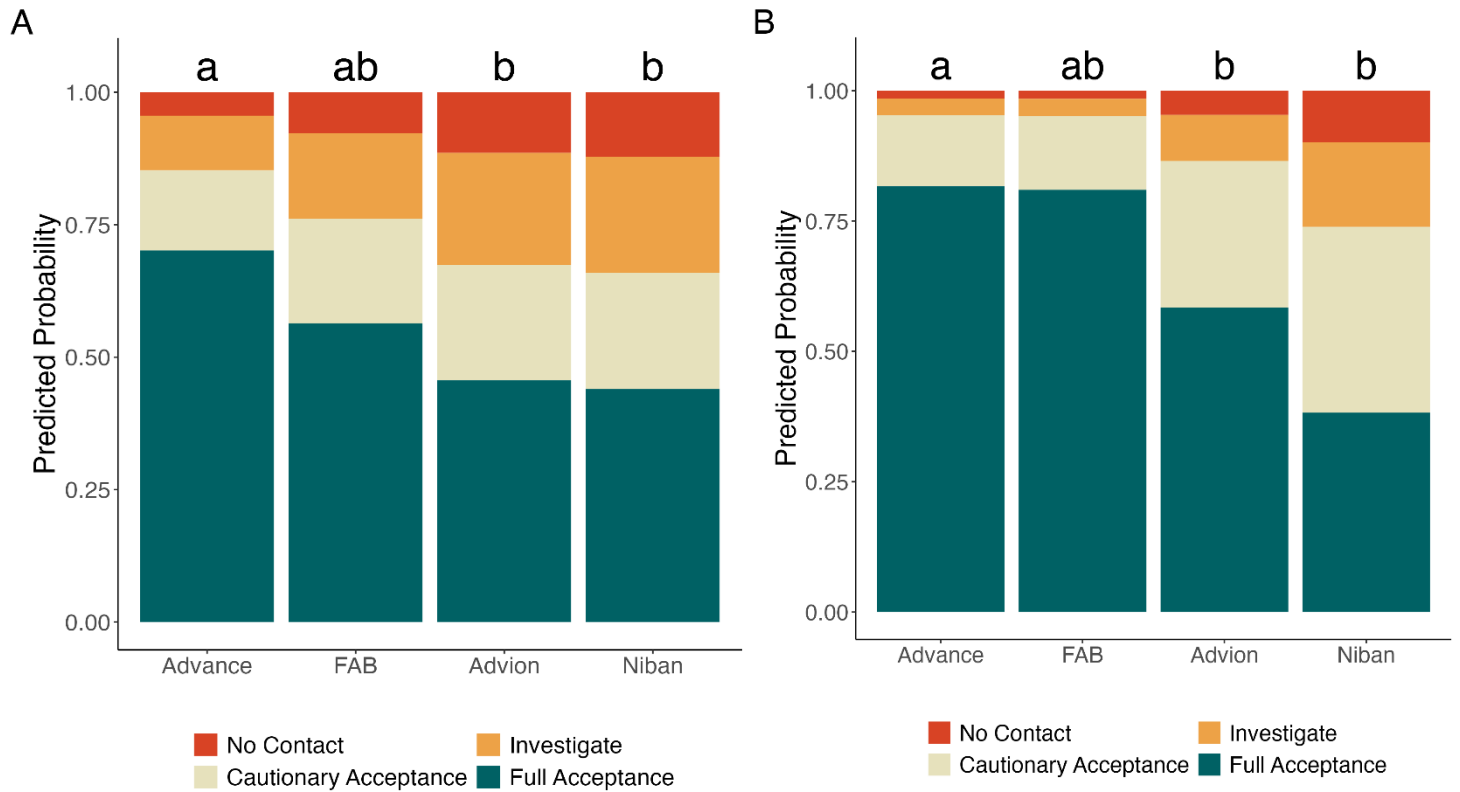 A
a ab b b
1.00
0.75
0.50
0.25
0.00
Predicted Probability
Advance FAB Advion Niban
No Contact Investigate
Cautionary Acceptance Full Acceptance
B
a ab b b
1.00
0.75
0.50
0.25
0.00
Predicted Probability
Advance FAB Advion Niban
No Contact Investigate
Cautionary Acceptance Full Acceptance